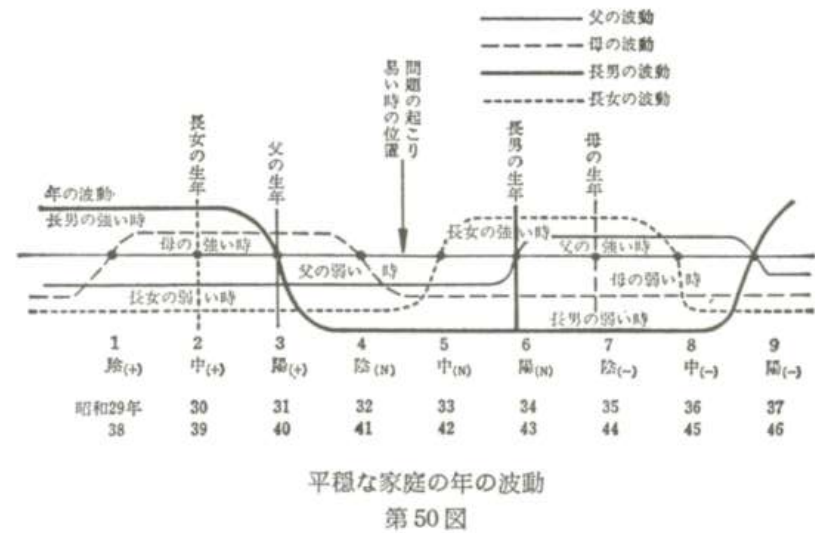 父の波動
母の波動
長男の波動
長女の波動
問題の起こり
易い時の位置
長女の生年
父の生年
長男の生年
母の生年
年の波動
長男の強い時
母の強い時
長女の強い時
父の強い時
父の弱い時
母の弱い時
長女の弱い時
長男の弱い時
1 2 3 4 5 6 7 8 9
陰(+) 中(+) 陽(+) 陰(N) 中(N) 陽(N) 陰(-) 中(-) 陽(-)
昭和29年 30 31 32 33 34 35 36 37
38 39 40 41 42 43 44 45 46
平穏な家庭の年の波動
第50図